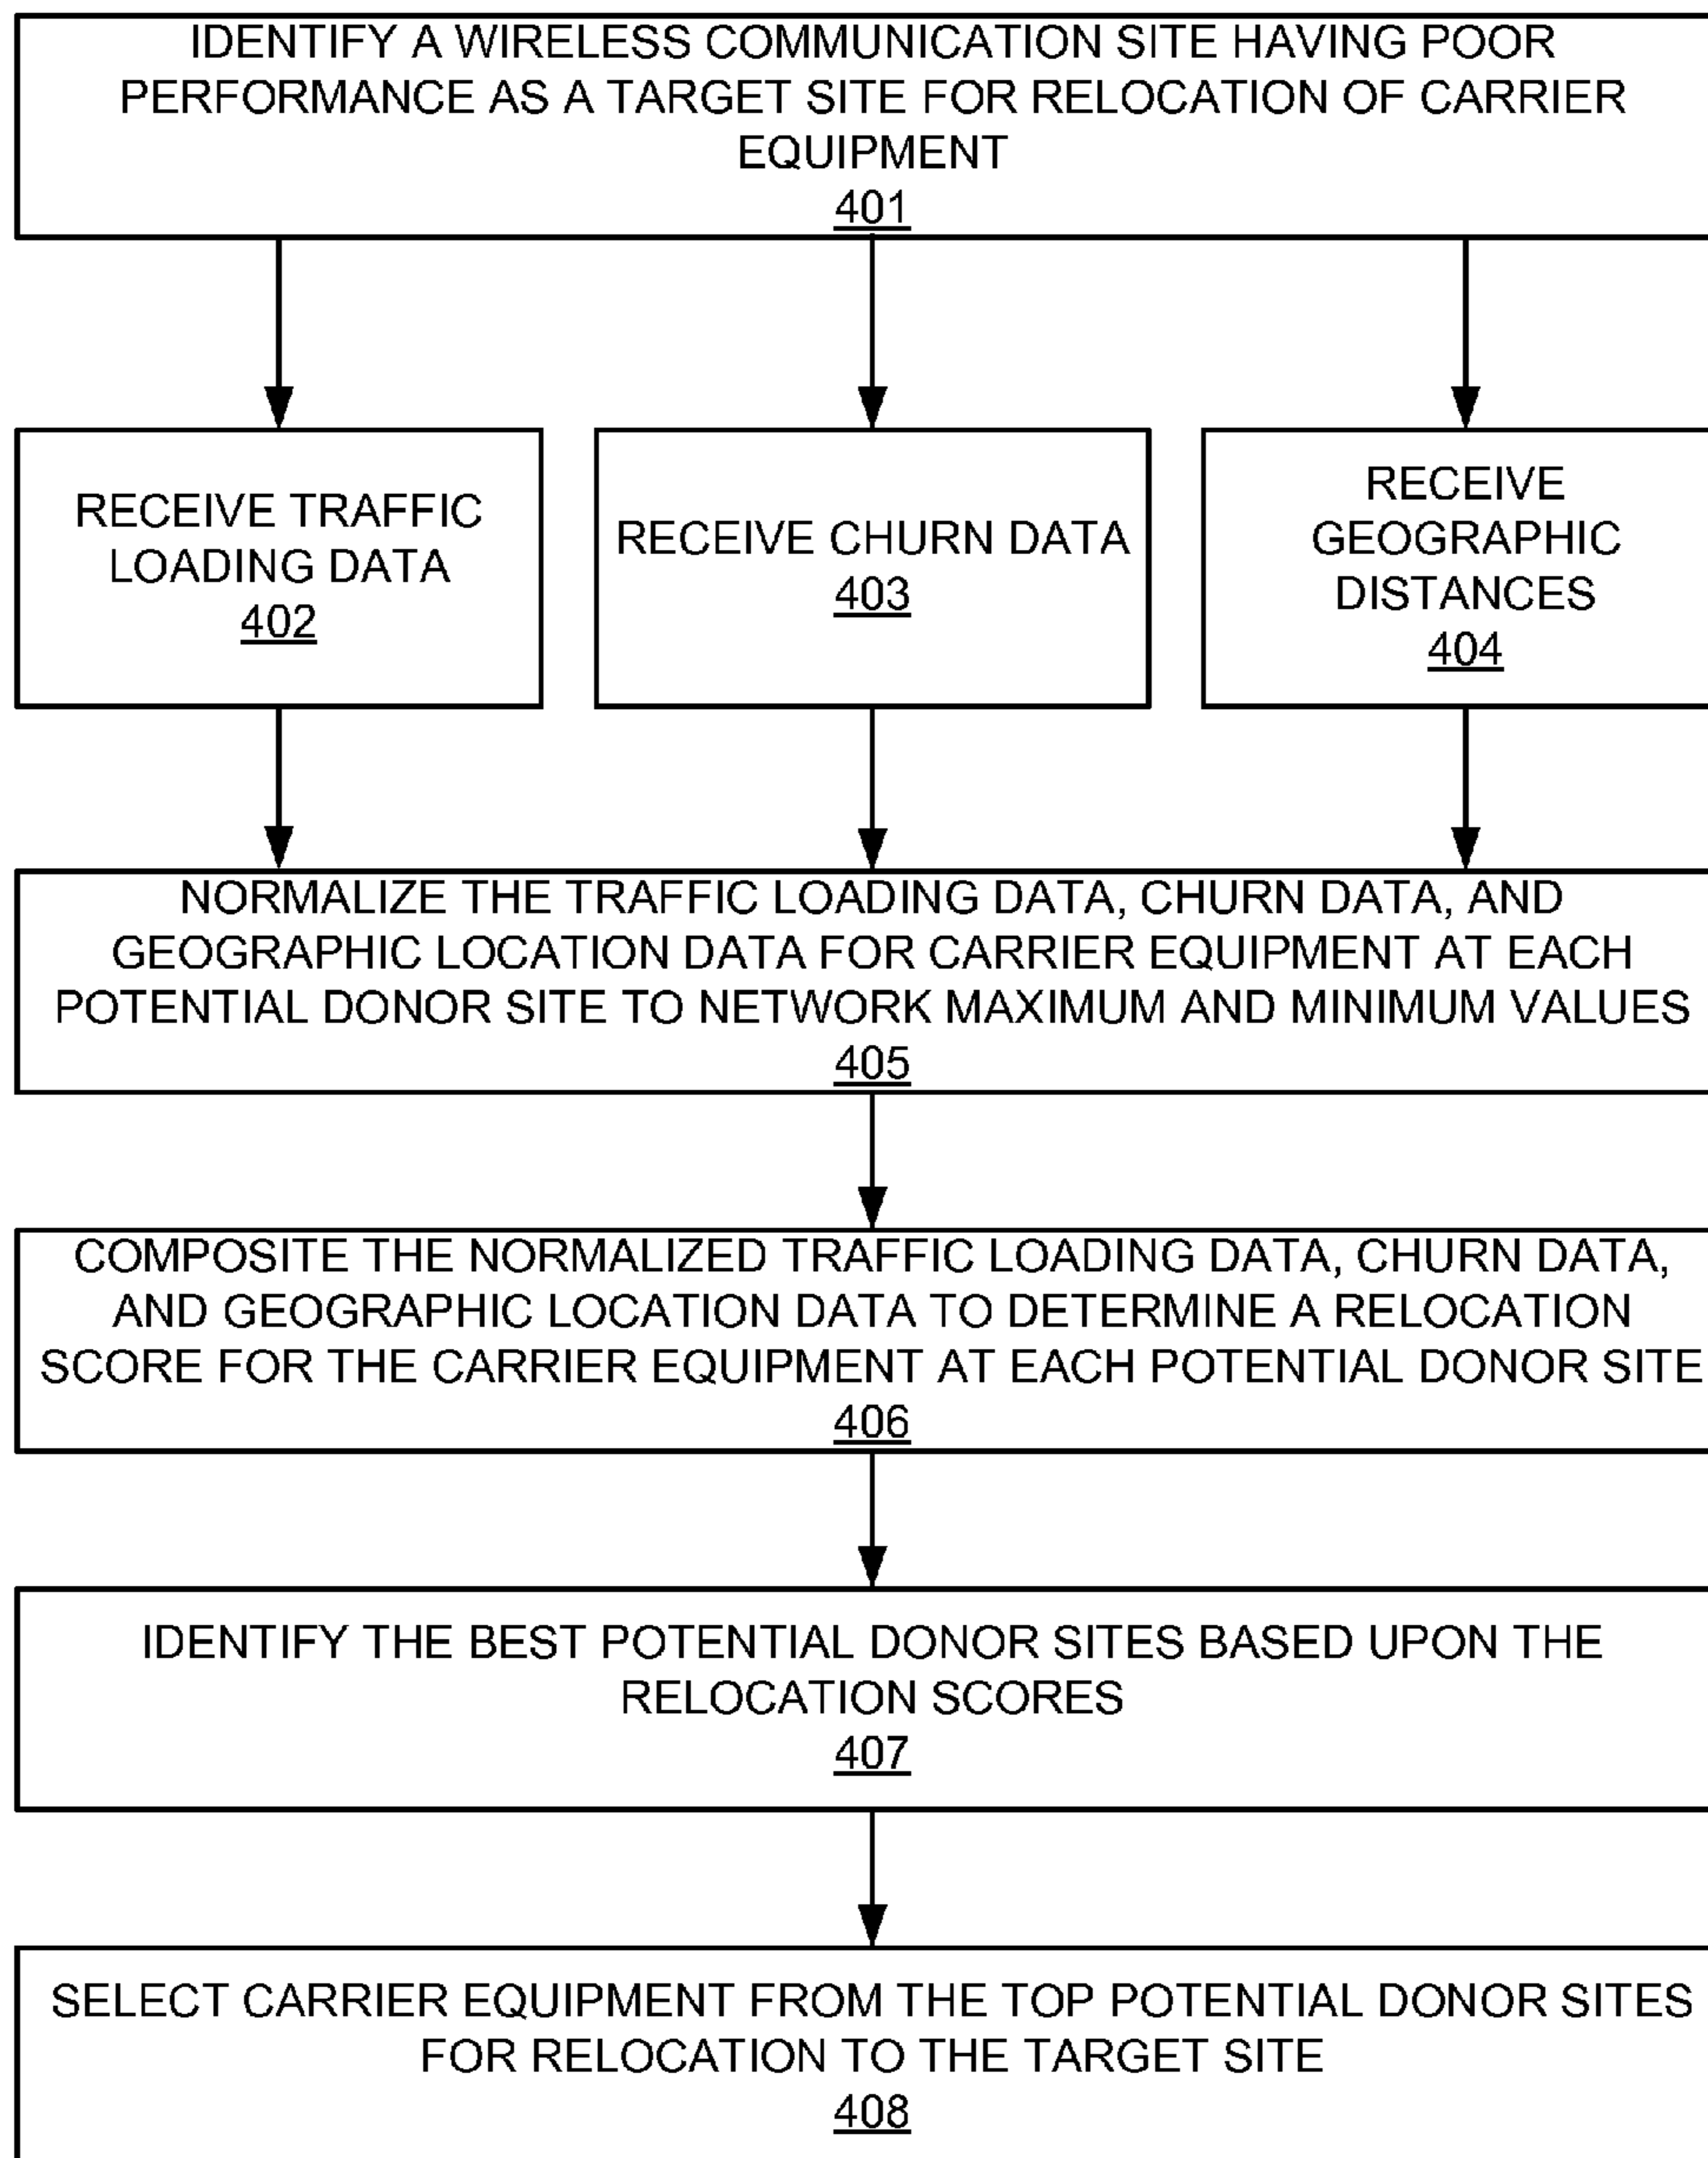 IDENTIFY A WIRELESS COMMUNICATION SITE HAVING POOR
PERFORMANCE AS A TARGET SITE FOR RELOCATION OF CARRIER
EQUIPMENT
401
RECEIVE TRAFFIC
LOADING DATA
402
RECEIVE CHURN DATA
403
RECEIVE
GEOGRAPHIC
DISTANCES
404
NORMALIZE THE TRAFFIC LOADING DATA, CHURN DATA, AND
GEOGRAPHIC LOCATION DATA FOR CARRIER EQUIPMENT AT EACH
POTENTIAL DONOR SITE TO NETWORK MAXIMUM AND MINIMUM VALUES
405
COMPOSITE THE NORMALIZED TRAFFIC LOADING DATA, CHURN DATA,
AND GEOGRAPHIC LOCATION DATA TO DETERMINE A RELOCATION
SCORE FOR THE CARRIER EQUIPMENT AT EACH POTENTIAL DONOR SITE
406
IDENTIFY THE BEST POTENTIAL DONOR SITES BASED UPON THE
RELOCATION SCORES
407
SELECT CARRIER EQUIPMENT FROM THE TOP POTENTIAL DONOR SITES
FOR RELOCATION TO THE TARGET SITE
408